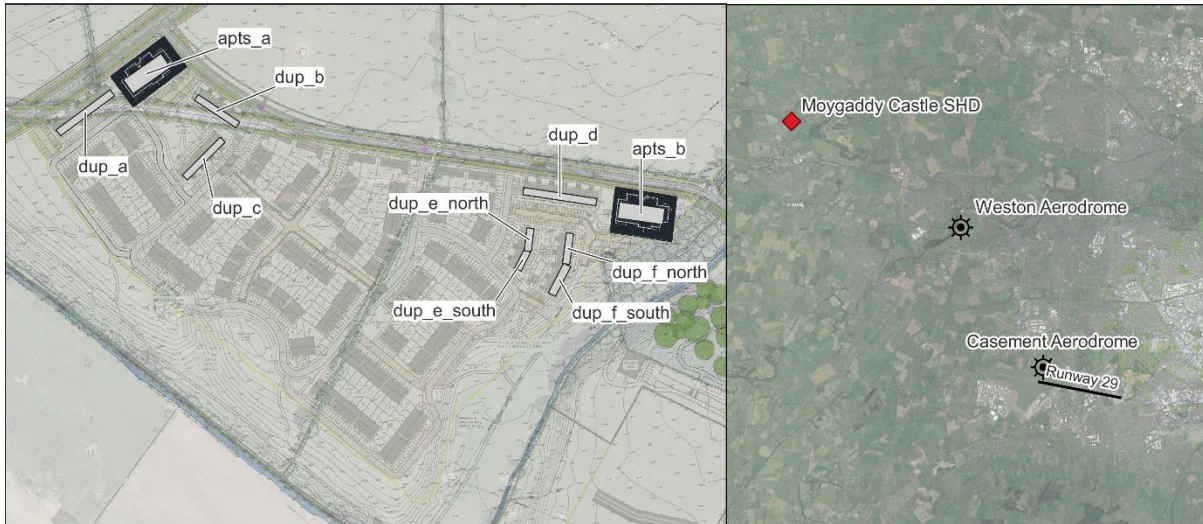 apts_a
dup_b
dup_a
dup_c
dup_d
apts_b
dup_e_north
dup_f_north
dup_e_south
dup_f_south
Moygaddy Castle SHD
Weston Aerodrome
Casement Aerodrome
Runway 29